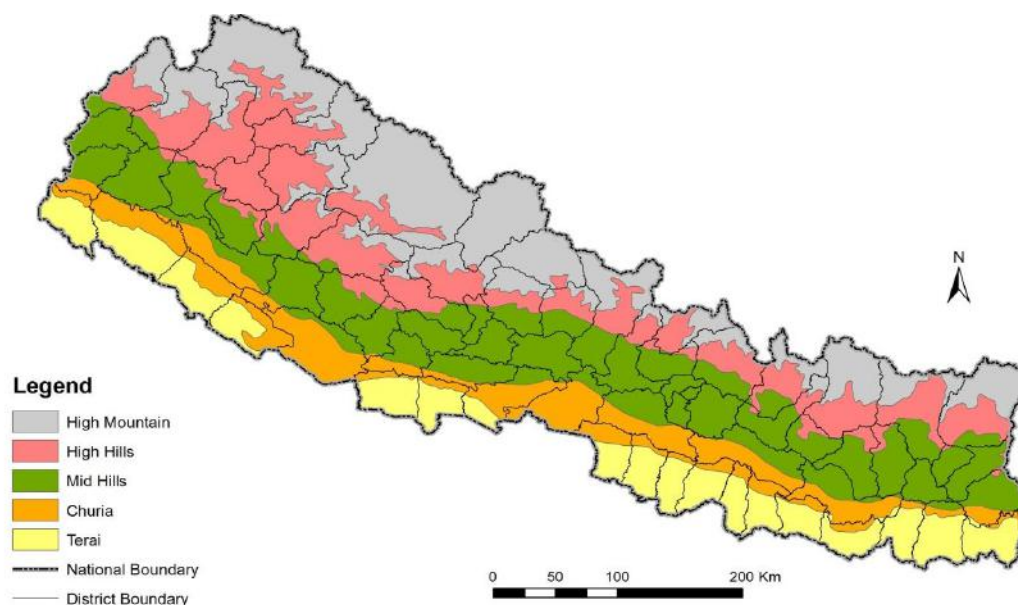 N
Legend
High Mountain
High Hills
Mid Hills
Churia
Terai
National Boundary
District Boundary
0 50 100 200 Km